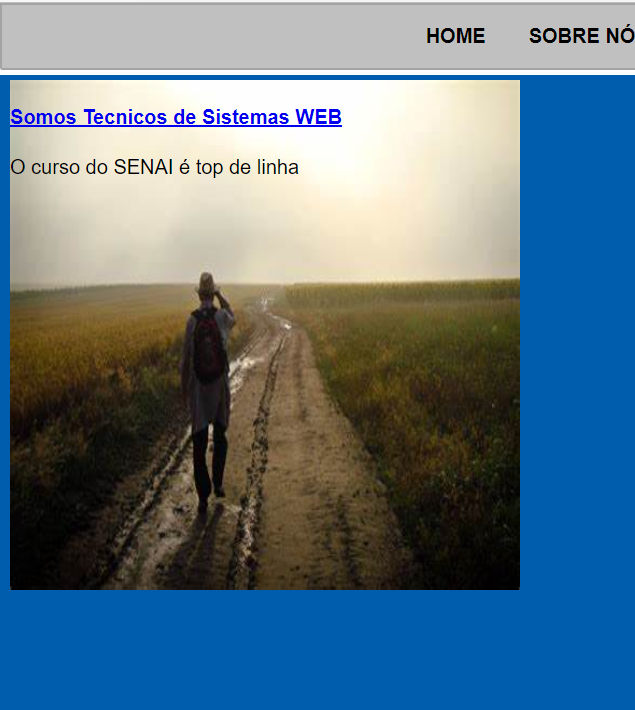 HOME SOBRE NÓ
Somos Tecnicos de Sistemas WEB
O curso do SENAI é top de linha